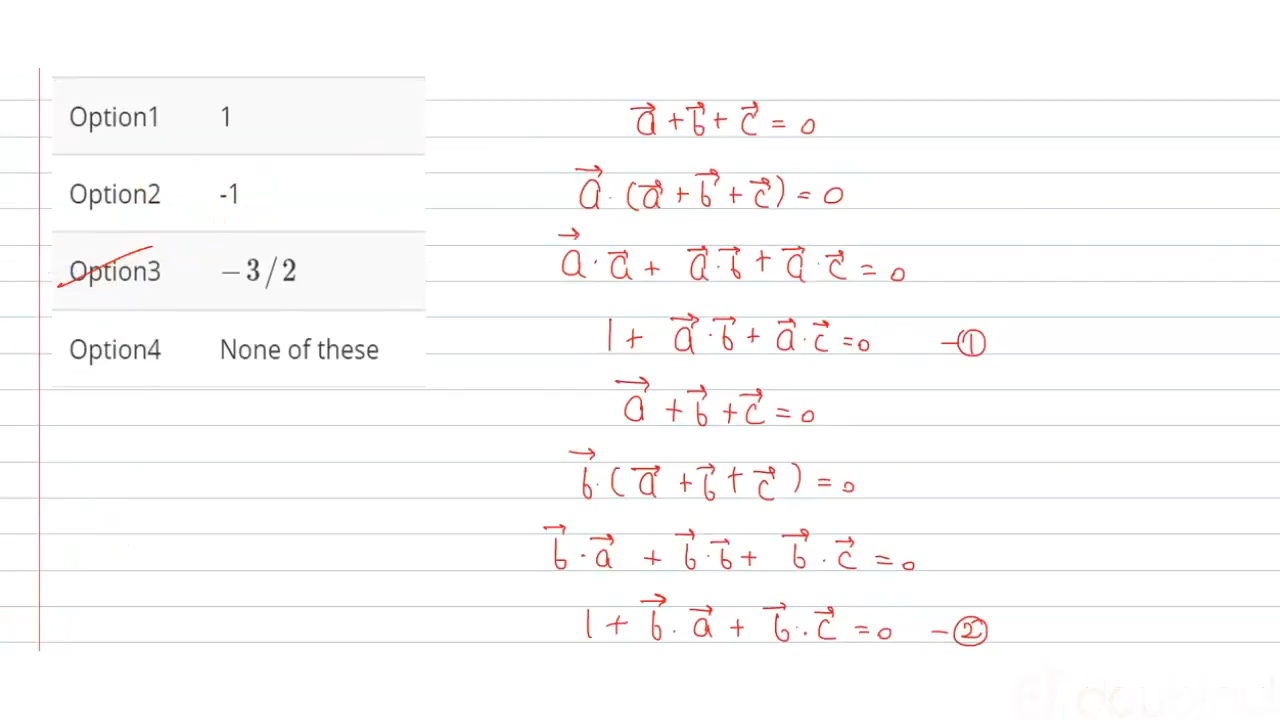 Option1 1
Option2 -1
Option3 −3/2
Option4 None of these
a⃗ + b⃗ + c⃗ = 0
a⃗ · (a⃗ + b⃗ + c⃗) = 0
a⃗ · a⃗ + a⃗ · b⃗ + a⃗ · c⃗ = 0
1 + a⃗ · b⃗ + a⃗ · c⃗ = 0 — ①
a⃗ + b⃗ + c⃗ = 0
b⃗ · (a⃗ + b⃗ + c⃗) = 0
b⃗ · a⃗ + b⃗ · b⃗ + b⃗ · c⃗ = 0
1 + b⃗ · a⃗ + b⃗ · c⃗ = 0 — ②